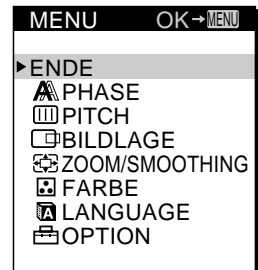 MENU OK→MENU
ENDE
PHASE
PITCH
BILDLAGE
ZOOM/SMOOTHING
FARBE
LANGUAGE
OPTION